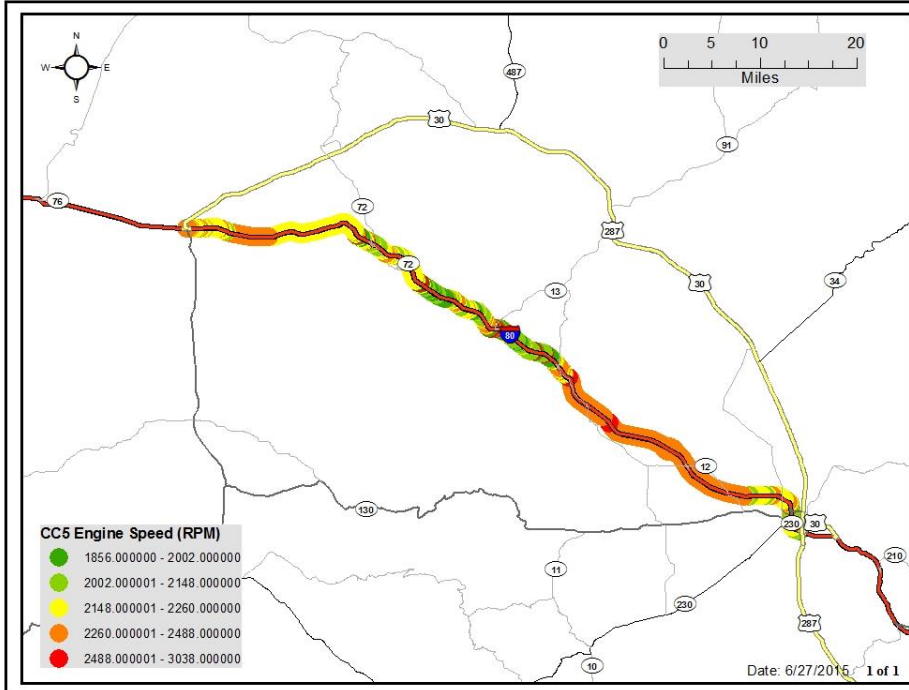 N
W E
S
0 5 10 20
Miles
487
30
91
76
72
287
72
30
34
13
80
12
130
230 30
210
11
230
287
10
CC5 Engine Speed (RPM)
1856.000000 - 2002.000000
2002.000001 - 2148.000000
2148.000001 - 2260.000000
2260.000001 - 2488.000000
2488.000001 - 3038.000000
Date: 6/27/2015 1 of 1